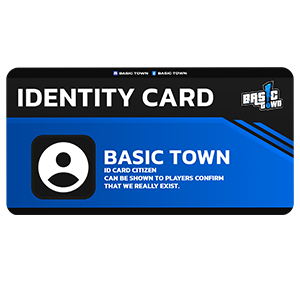 BASIC TOWN BASIC TOWN
IDENTITY CARD
BASIC
TOWN
BASIC TOWN
ID CARD CITIZEN
CAN BE SHOWN TO PLAYERS CONFIRM
THAT WE REALLY EXIST.